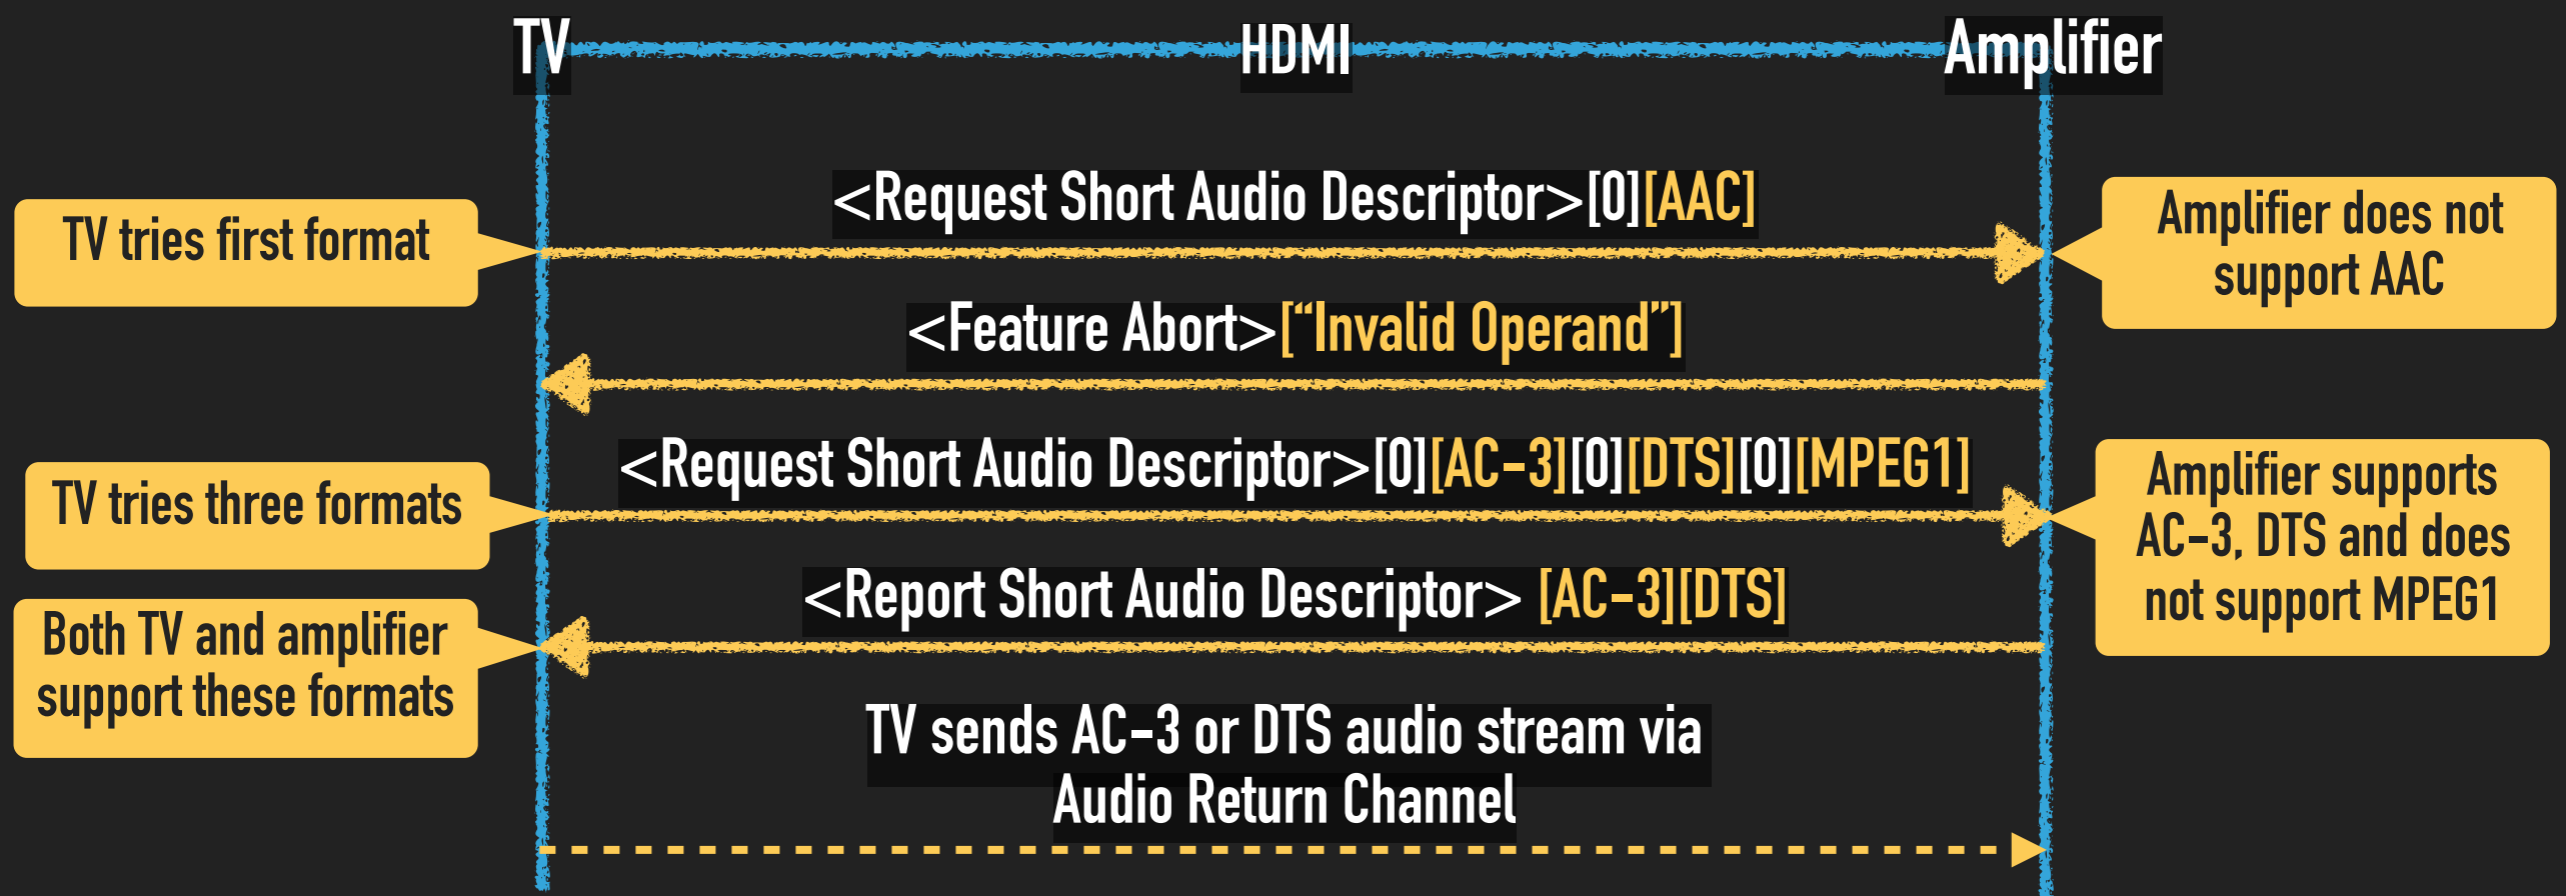 TV
HDMI
Amplifier
<Request Short Audio Descriptor>[0][AAC]
TV tries first format
Amplifier does not
support AAC
<Feature Abort>[“Invalid Operand”]
<Request Short Audio Descriptor>[0][AC-3][0][DTS][0][MPEG1]
TV tries three formats
Amplifier supports
AC-3, DTS and does
not support MPEG1
<Report Short Audio Descriptor> [AC-3][DTS]
Both TV and amplifier
support these formats
TV sends AC-3 or DTS audio stream via
Audio Return Channel